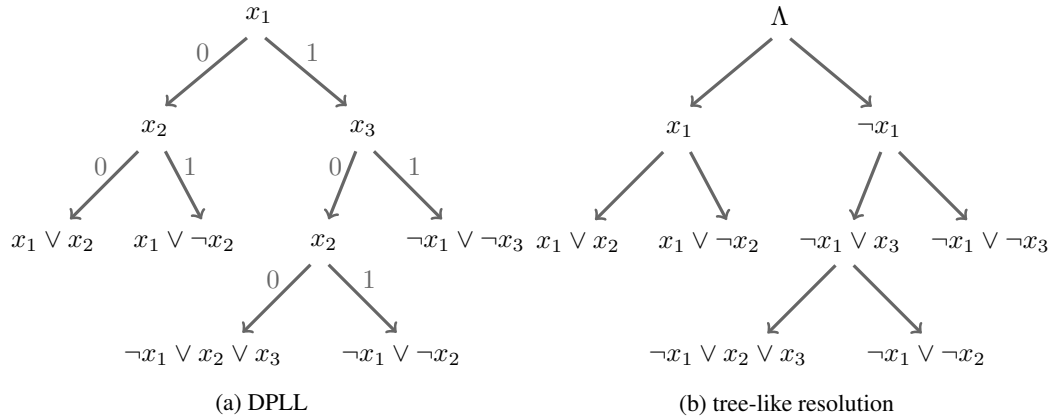 x₁ Λ
0 1
x₂ x₃ x₁ ¬x₁
0 1 0 1
x₁ ∨ x₂ x₁ ∨ ¬x₂ x₂ ¬x₁ ∨ ¬x₃ x₁ ∨ x₂ x₁ ∨ ¬x₂ ¬x₁ ∨ x₃ ¬x₁ ∨ ¬x₃
0 1
¬x₁ ∨ x₂ ∨ x₃ ¬x₁ ∨ ¬x₂ ¬x₁ ∨ x₂ ∨ x₃ ¬x₁ ∨ ¬x₂
(a) DPLL (b) tree-like resolution